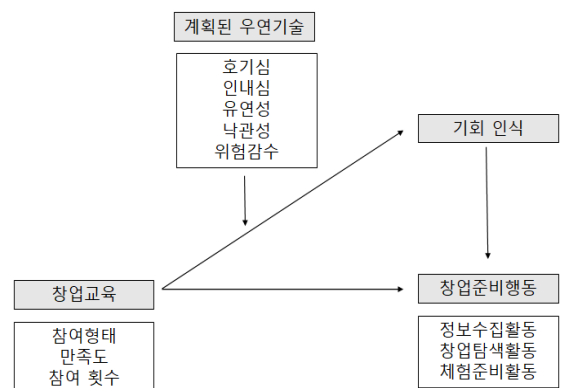 계획된 우연기술
호기심
인내심
유연성
낙관성
위험감수
기회 인식
창업교육
참여형태
만족도
참여 횟수
창업준비행동
정보수집활동
창업탐색활동
체험준비활동